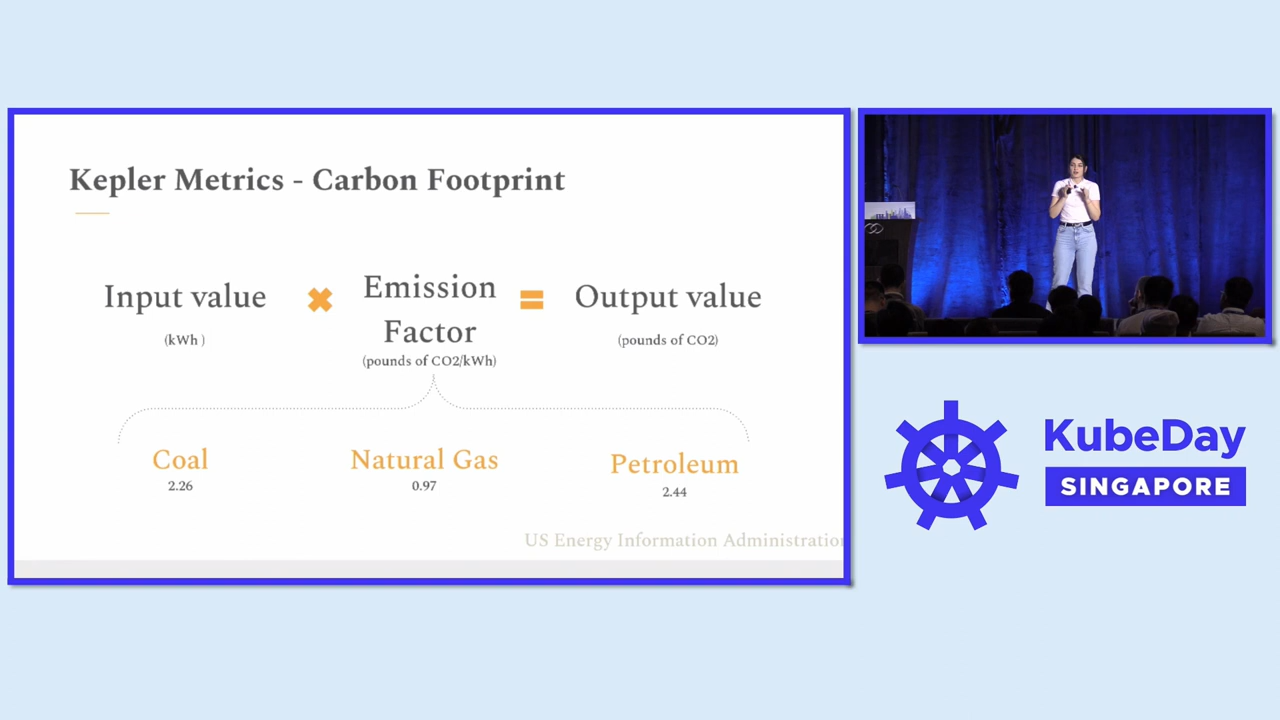 Kepler Metrics - Carbon Footprint
Input value
(kWh )
Emission
Factor
(pounds of CO2/kWh)
Output value
(pounds of CO2)
Coal
2.26
Natural Gas
0.97
Petroleum
2.44
US Energy Information Administration
KubeDay
SINGAPORE